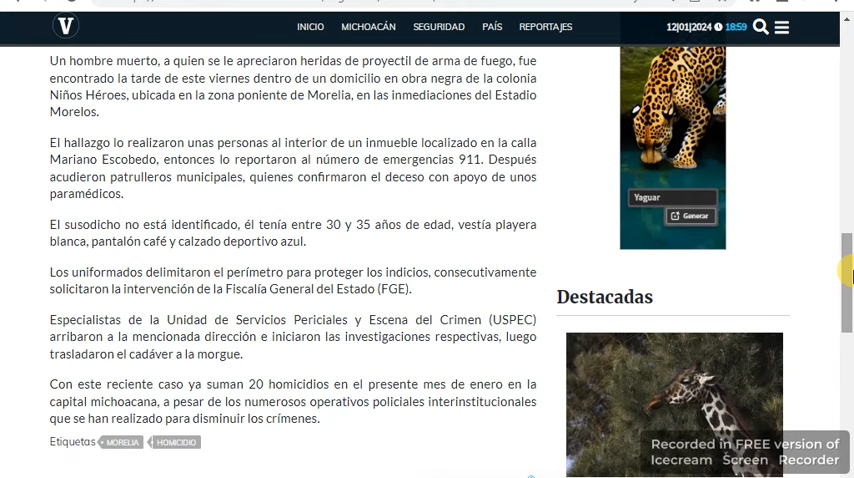 V
INICIO MICHOACÁN SEGURIDAD PAÍS REPORTAJES
12|01|2024 18:59
Un hombre muerto, a quien se le apreciaron heridas de proyectil de arma de fuego, fue
encontrado la tarde de este viernes dentro de un domicilio en obra negra de la colonia
Niños Héroes, ubicada en la zona poniente de Morelia, en las inmediaciones del Estadio
Morelos.
El hallazgo lo realizaron unas personas al interior de un inmueble localizado en la calla
Mariano Escobedo, entonces lo reportaron al número de emergencias 911. Después
acudieron patrulleros municipales, quienes confirmaron el deceso con apoyo de unos
paramédicos.
El susodicho no está identificado, él tenía entre 30 y 35 años de edad, vestía playera
blanca, pantalón café y calzado deportivo azul.
Los uniformados delimitaron el perímetro para proteger los indicios, consecutivamente
solicitaron la intervención de la Fiscalía General del Estado (FGE).
Especialistas de la Unidad de Servicios Periciales y Escena del Crimen (USPEC)
arribaron a la mencionada dirección e iniciaron las investigaciones respectivas, luego
trasladaron el cadáver a la morgue.
Con este reciente caso ya suman 20 homicidios en el presente mes de enero en la
capital michoacana, a pesar de los numerosos operativos policiales interinstitucionales
que se han realizado para disminuir los crímenes.
Etiquetas MORELIA HOMICIDIO
Yaguar
Generar
Destacadas
Recorded in FREE version of
Icecream Screen Recorder